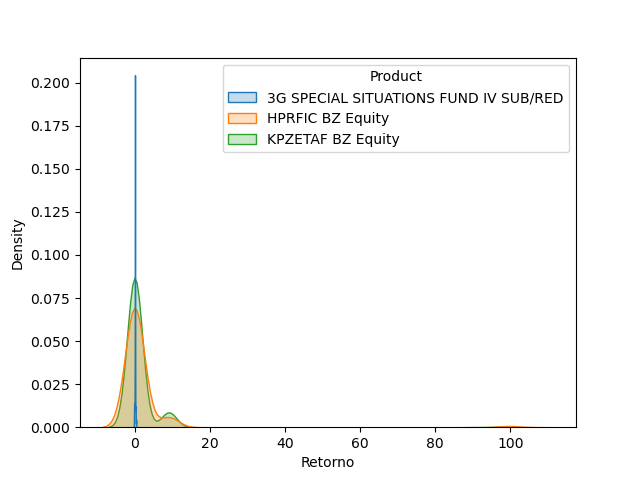 Product
3G SPECIAL SITUATIONS FUND IV SUB/RED
HPRFIC BZ Equity
KPZETAF BZ Equity
Density
0.200
0.175
0.150
0.125
0.100
0.075
0.050
0.025
0.000
0 20 40 60 80 100
Retorno